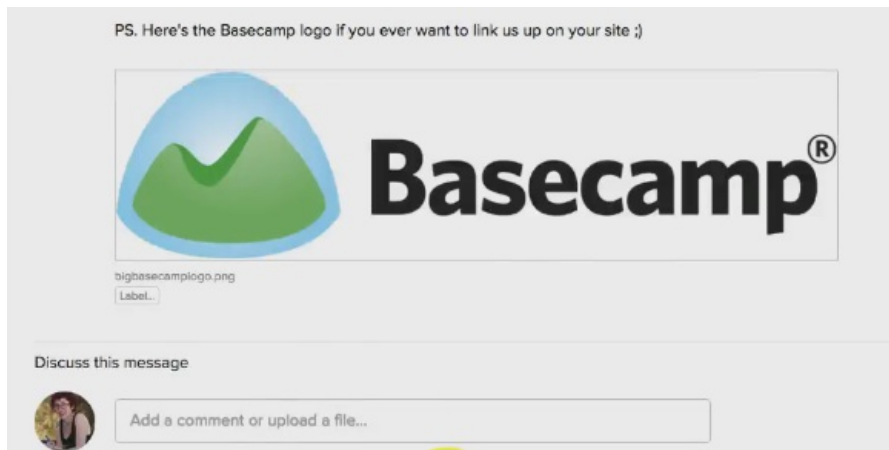 PS. Here's the Basecamp logo if you ever want to link us up on your site ;)
Basecamp®
bigbasecamplogo.png
Label...
Discuss this message
Add a comment or upload a file...